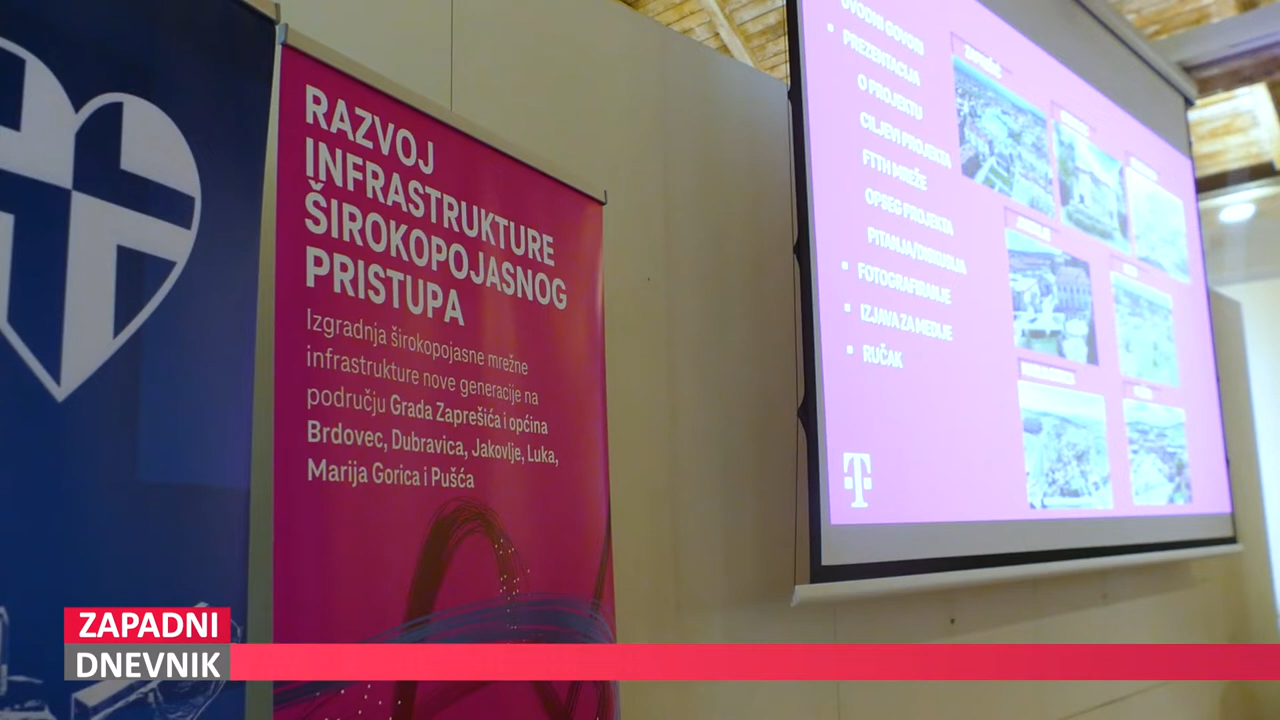 RAZVOJ
INFRASTRUKTURE
ŠIROKOPOJASNOG
PRISTUPA
Izgradnja širokopojasne mrežne
infrastrukture nove generacije na
području Grada Zaprešića i općina
Brdovec, Dubravica, Jakovlje, Luka,
Marija Gorica i Pušća
UVODNI GOVORI
PREZENTACIJA
O PROJEKTU
CILJEVI PROJEKTA
FTTH MREŽE
OPSEG PROJEKTA
PITANJA/DISKUSIJA
FOTOGRAFIRANJE
IZJAVA ZA MEDIJE
RUČAK
ZAPREŠIĆ
T
ZAPADNI
DNEVNIK